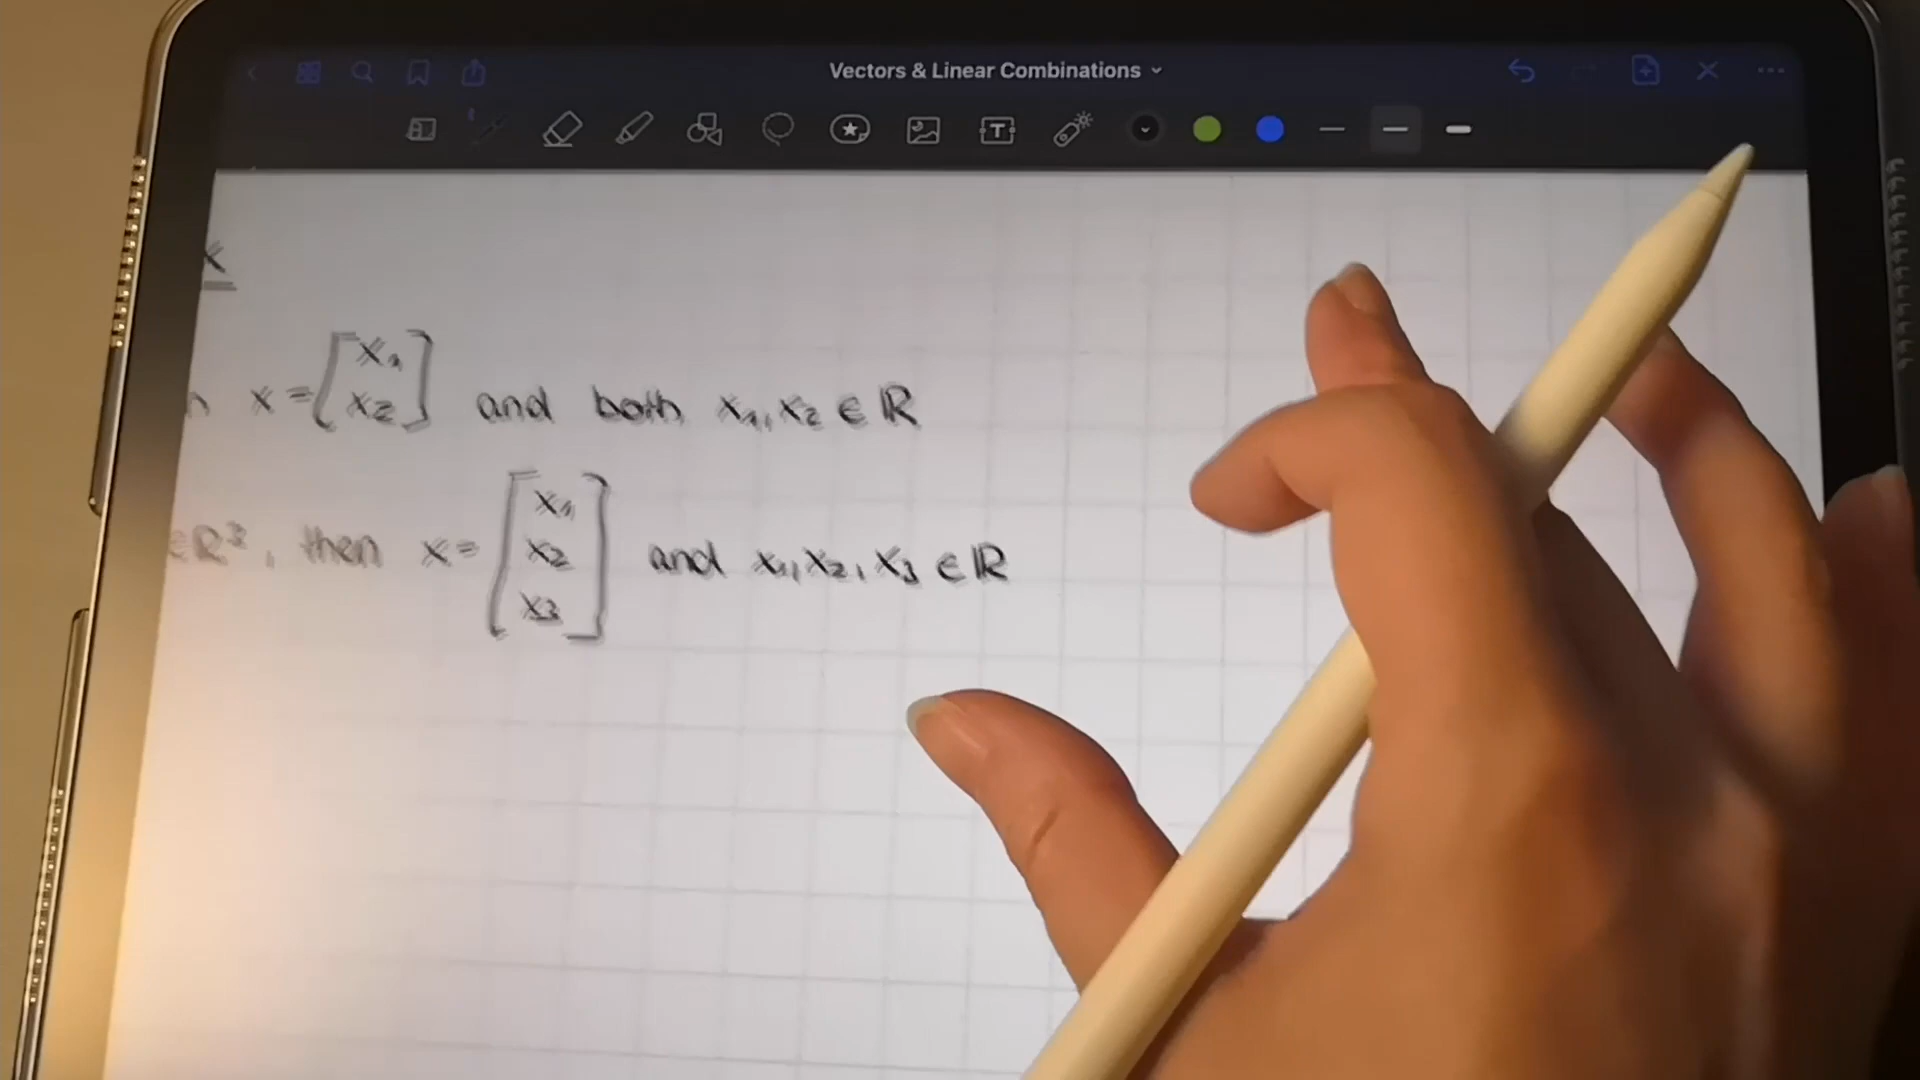 Vectors & Linear Combinations
x
x = [x₁ x₂] and both x₁, x₂ ∈ ℝ
∈ℝ³, then x = [x₁ x₂ x₃] and x₁, x₂, x₃ ∈ ℝ